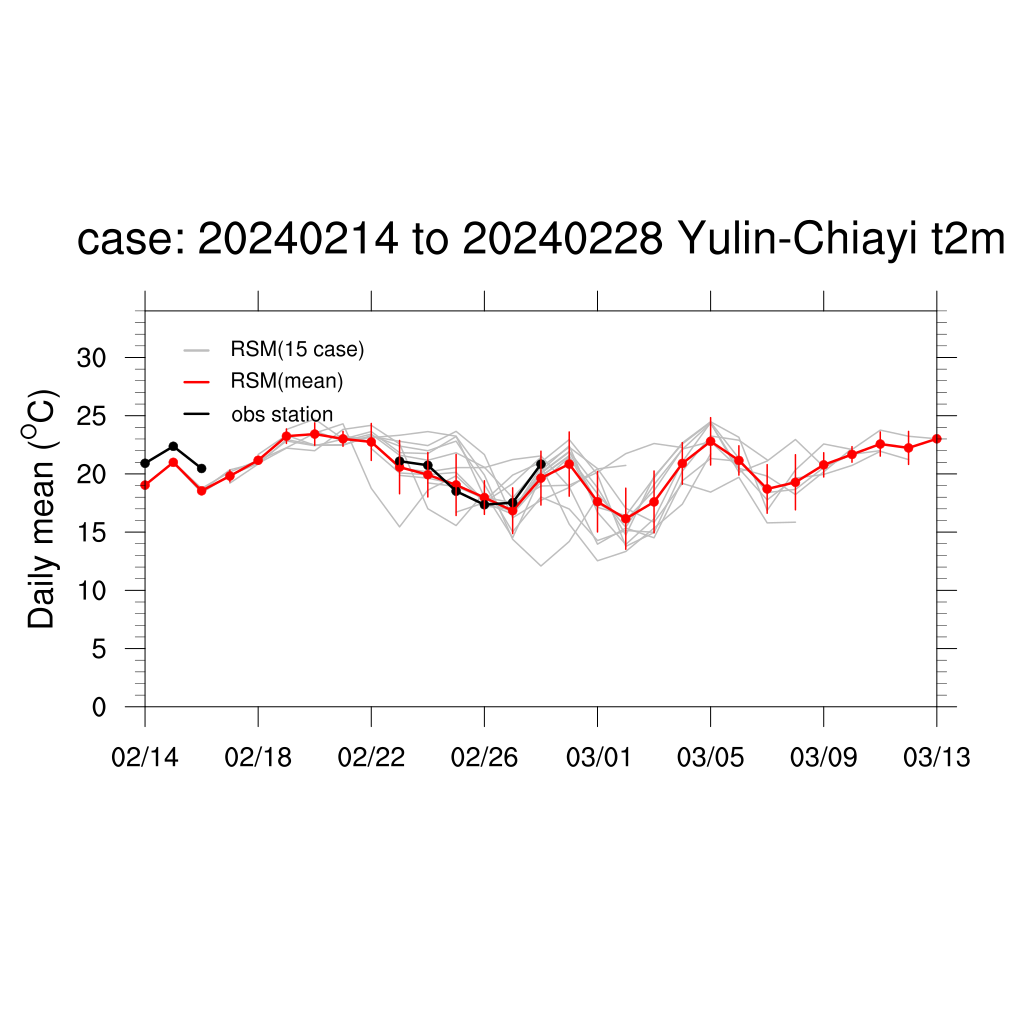 case: 20240214 to 20240228 Yulin-Chiayi t2m
RSM(15 case)
RSM(mean)
obs station
Daily mean (°C)
30
25
20
15
10
5
0
02/14 02/18 02/22 02/26 03/01 03/05 03/09 03/13